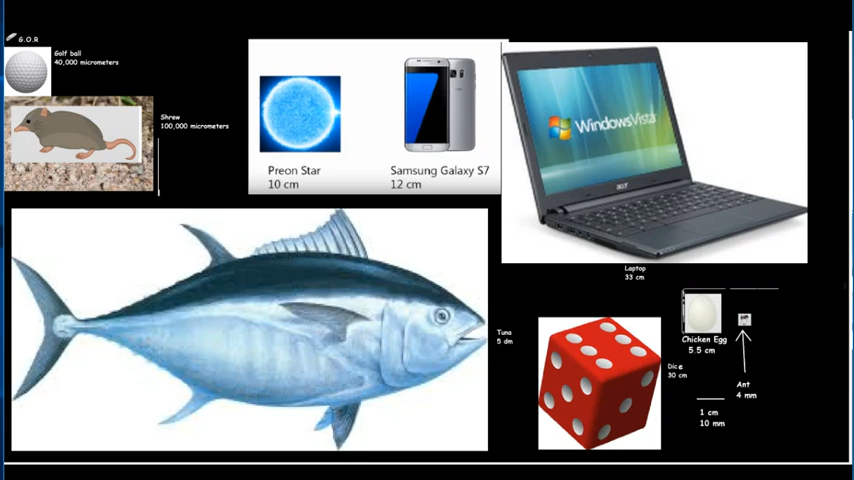 G.O.R
Golf ball
40,000 micrometers
Shrew
100,000 micrometers
Preon Star
10 cm
Samsung Galaxy S7
12 cm
WindowsVista
acer
Laptop
33 cm
Tuna
5 dm
Dice
30 cm
Chicken Egg
5.5 cm
Ant
4 mm
1 cm
10 mm